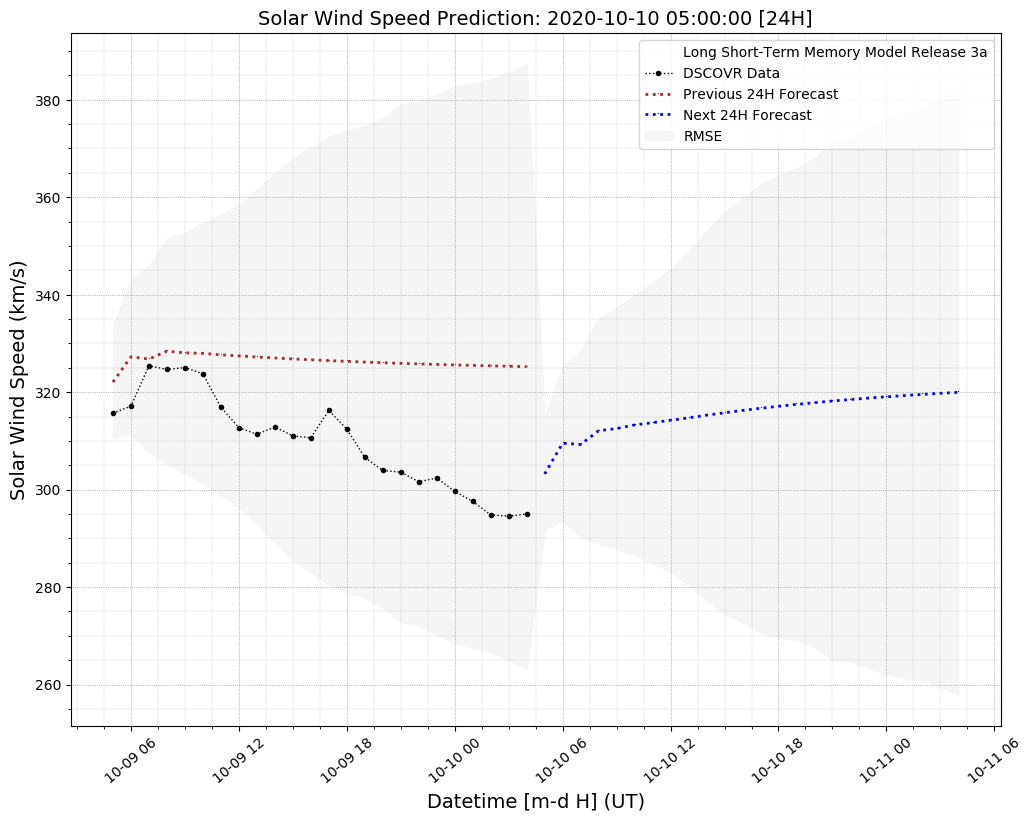 Solar Wind Speed Prediction: 2020-10-10 05:00:00 [24H]
Long Short-Term Memory Model Release 3a
DSCOVR Data
Previous 24H Forecast
Next 24H Forecast
RMSE
Solar Wind Speed (km/s)
380
360
340
320
300
280
260
10-09 06
10-09 12
10-09 18
10-10 00
10-10 06
10-10 12
10-10 18
10-11 00
10-11 06
Datetime [m-d H] (UT)